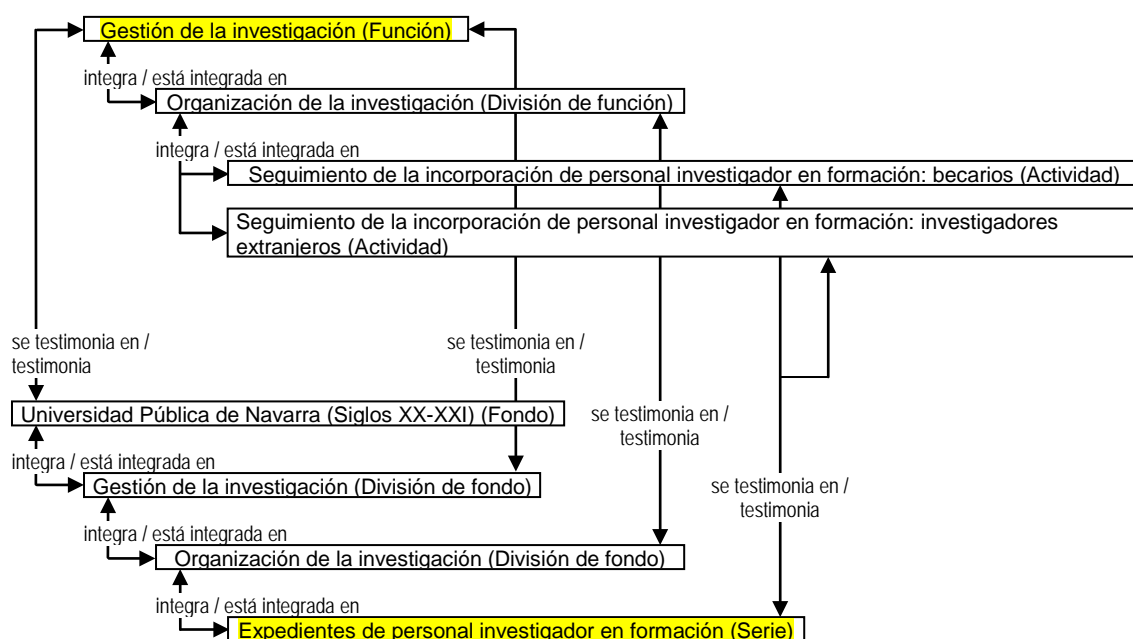 Gestión de la investigación (Función)
integra / está integrada en
Organización de la investigación (División de función)
integra / está integrada en
Seguimiento de la incorporación de personal investigador en formación: becarios (Actividad)
Seguimiento de la incorporación de personal investigador en formación: investigadores
extranjeros (Actividad)
se testimonia en /
testimonia
se testimonia en /
testimonia
Universidad Pública de Navarra (Siglos XX-XXI) (Fondo)
se testimonia en /
testimonia
integra / está integrada en
Gestión de la investigación (División de fondo)
se testimonia en /
testimonia
integra / está integrada en
Organización de la investigación (División de fondo)
integra / está integrada en
Expedientes de personal investigador en formación (Serie)